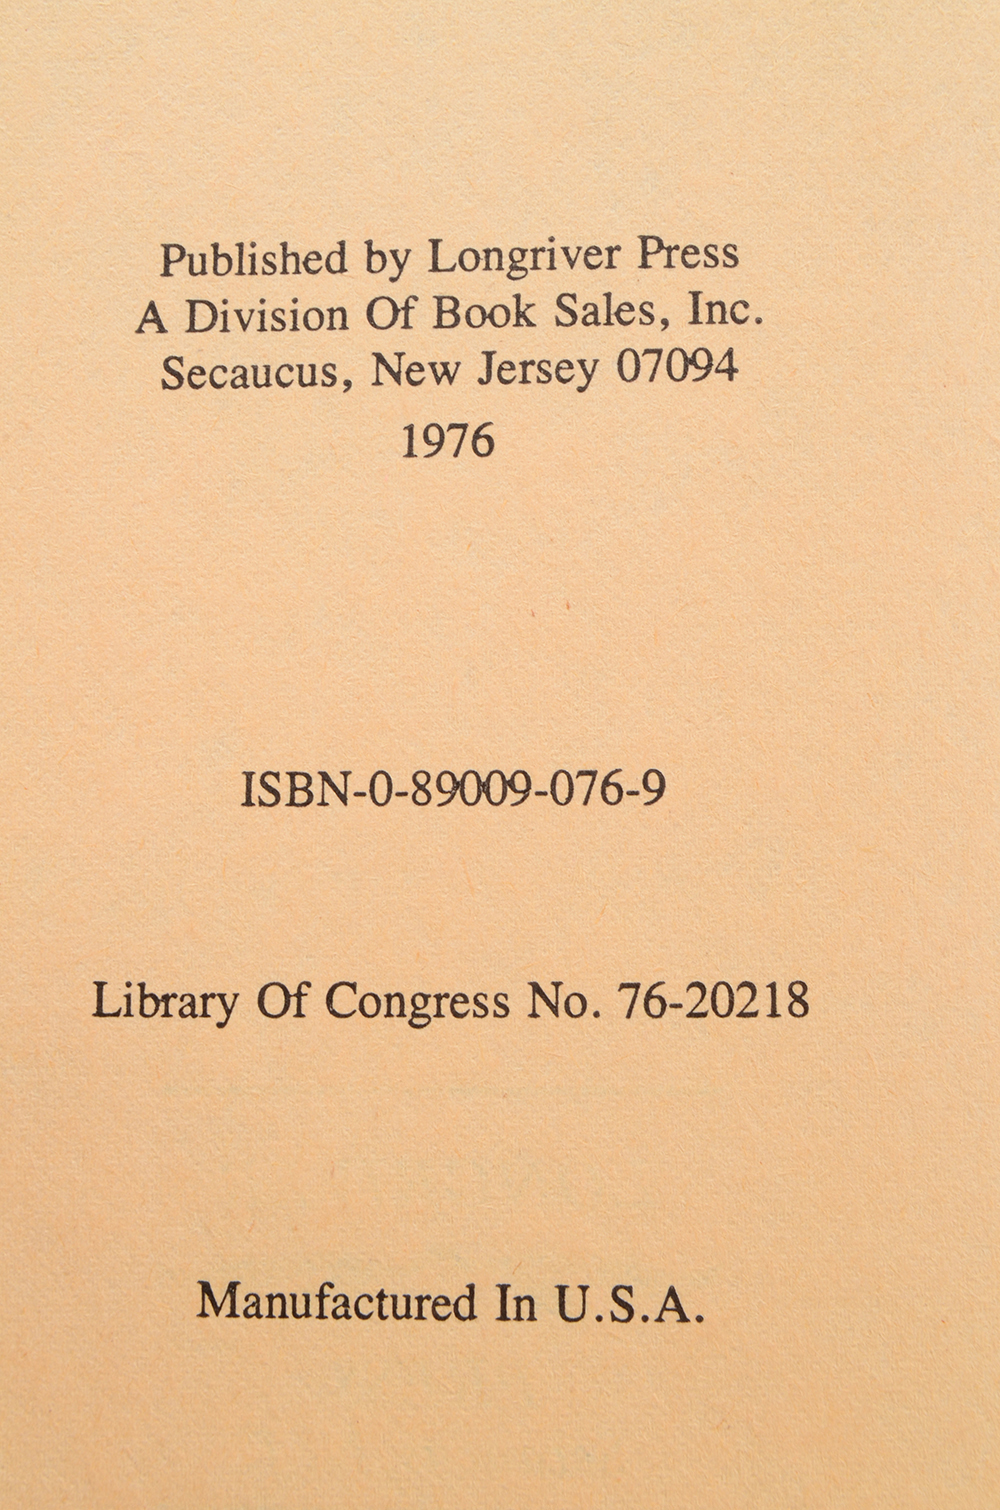 Published by Longriver Press
A Division Of Book Sales, Inc.
Secaucus, New Jersey 07094
1976
ISBN-0-89009-076-9
Library Of Congress No. 76-20218
Manufactured In U.S.A.